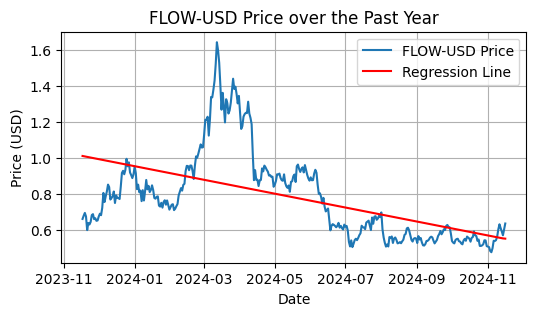 FLOW-USD Price over the Past Year
FLOW-USD Price
Regression Line
Price (USD)
1.6
1.4
1.2
1.0
0.8
0.6
2023-11 2024-01 2024-03 2024-05 2024-07 2024-09 2024-11
Date